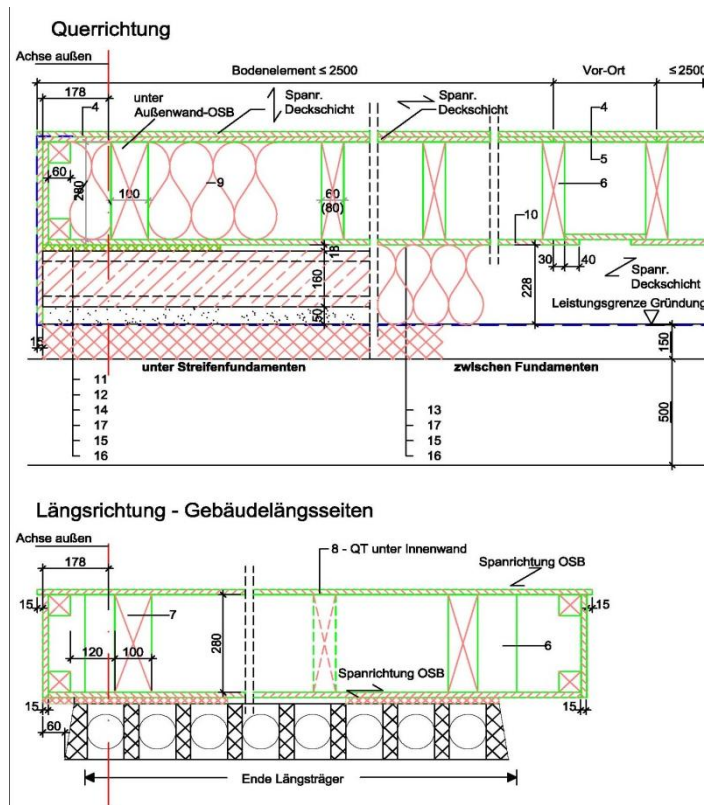 Querrichtung
Achse außen
Bodenelement ≤ 2500
Vor-Ort
≤2500
178
4
unter
Außenwand-OSB
Spanr.
Deckschicht
Spanr.
Deckschicht
4
5
60
280
100
9
60
(80)
6
10
18
160
50
30
40
228
Spanr.
Deckschicht
Leistungsgrenze Gründung
15
150
unter Streifenfundamenten
zwischen Fundamenten
11
12
14
17
15
16
13
17
15
16
500
Längsrichtung - Gebäudelängsseiten
Achse außen
178
8 - QT unter Innenwand
Spanrichtung OSB
15
7
15
120
100
280
6
Spanrichtung OSB
15
15
60
Ende Längsträger